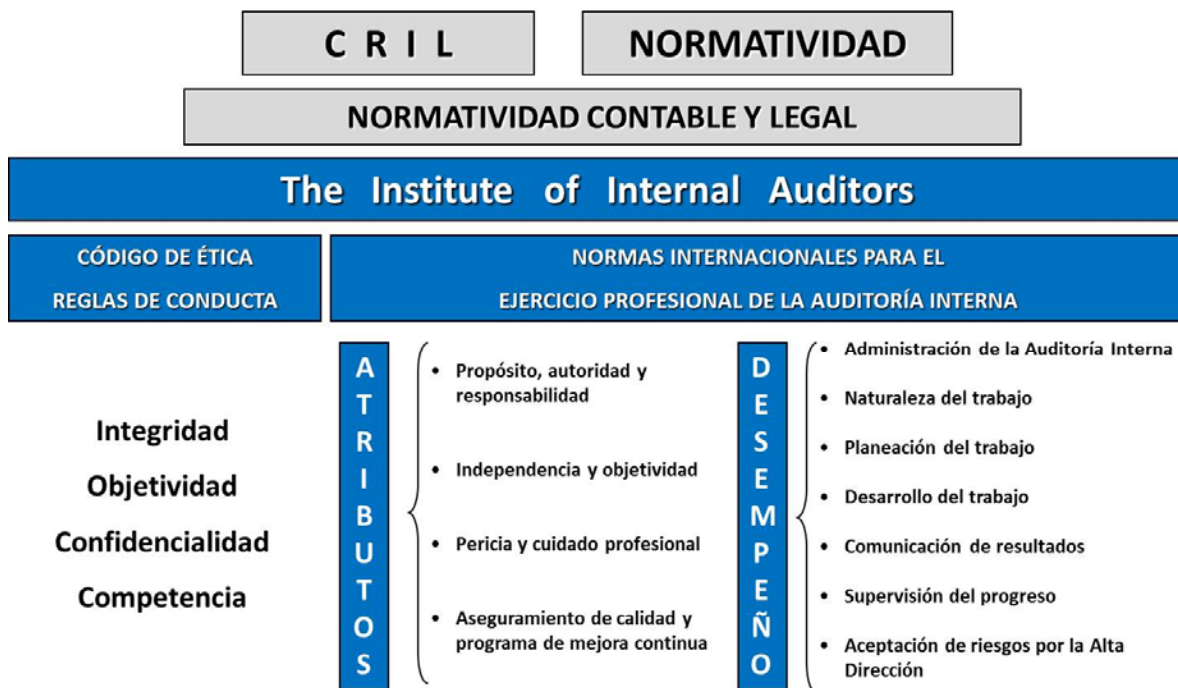 C R I L
NORMATIVIDAD
NORMATIVIDAD CONTABLE Y LEGAL
The Institute of Internal Auditors
CÓDIGO DE ÉTICA
REGLAS DE CONDUCTA
NORMAS INTERNACIONALES PARA EL
EJERCICIO PROFESIONAL DE LA AUDITORÍA INTERNA
Integridad
Objetividad
Confidencialidad
Competencia
A
T
R
I
B
U
T
O
S
• Propósito, autoridad y
responsabilidad
• Independencia y objetividad
• Pericia y cuidado profesional
• Aseguramiento de calidad y
programa de mejora continua
D
E
S
E
M
P
E
Ñ
O
• Administración de la Auditoría Interna
• Naturaleza del trabajo
• Planeación del trabajo
• Desarrollo del trabajo
• Comunicación de resultados
• Supervisión del progreso
• Aceptación de riesgos por la Alta
Dirección